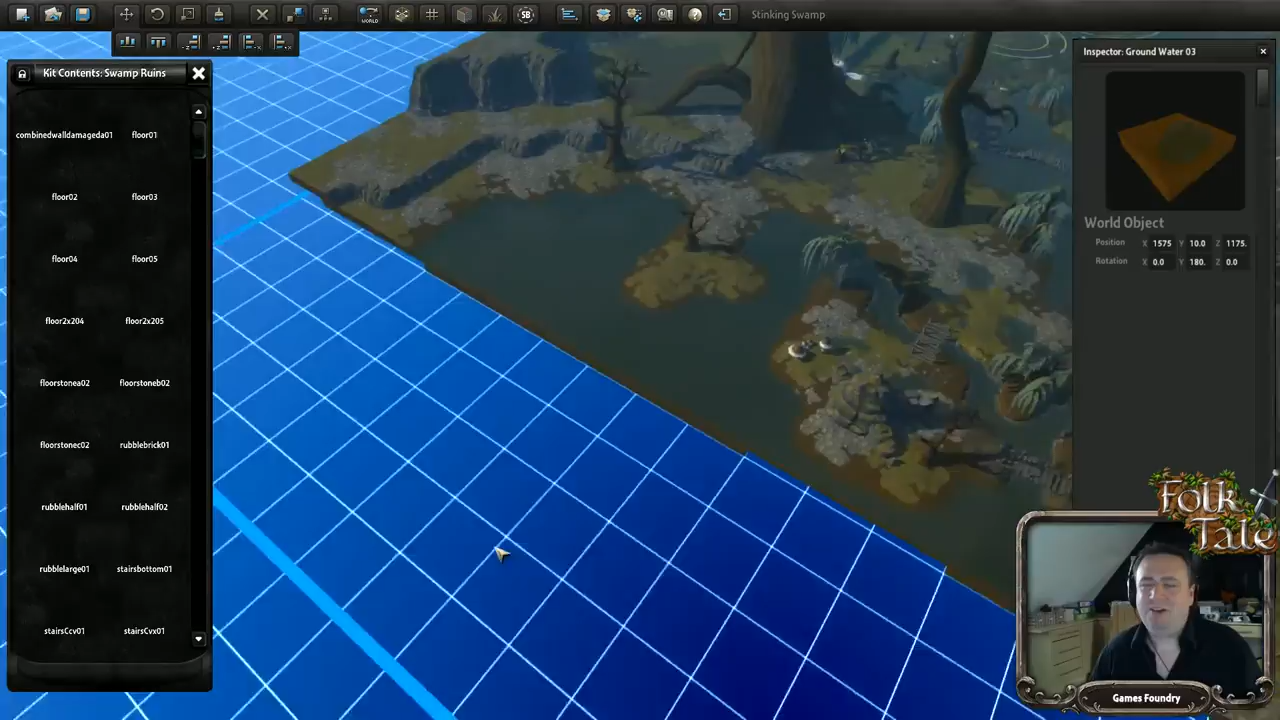 WORLD
SB
Stinking Swamp
Kit Contents: Swamp Ruins
combinedwalldamageda01 floor01
floor02 floor03
floor04 floor05
floor2x204 floor2x205
floorstonea02 floorstoneb02
floorstonec02 rubblebrick01
rubblehalf01 rubblehalf02
rubblelarge01 stairsbottom01
stairsCcv01 stairsCvx01
Inspector: Ground Water 03
World Object
Position X 1575 Y 10.0 Z 1175.
Rotation X 0.0 Y 180. Z 0.0
Folk
Tale
Games Foundry